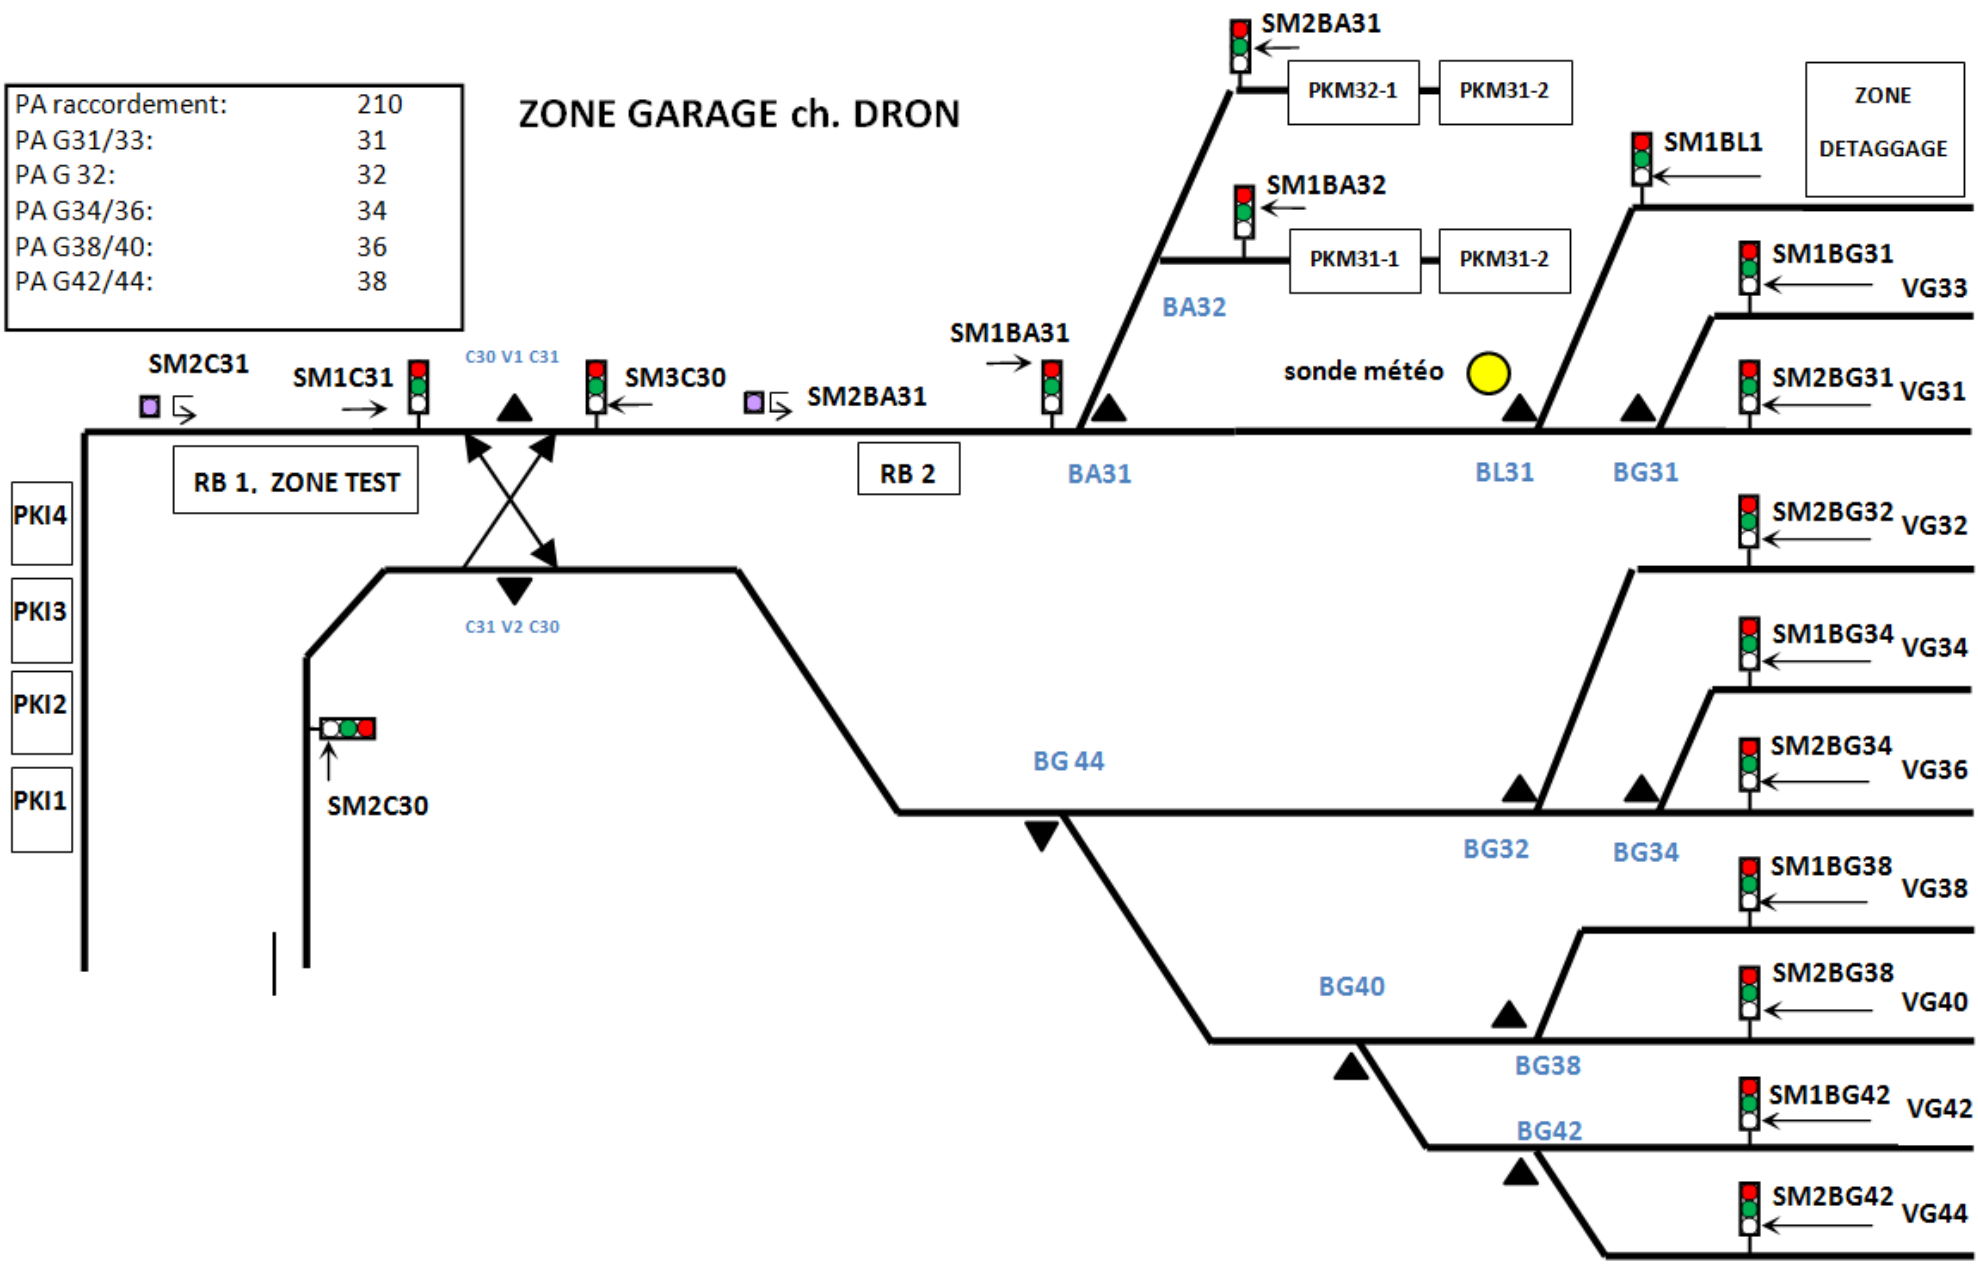 SM2BA31
PA raccordement: 210
PA G31/33: 31
PA G 32: 32
PA G34/36: 34
PA G38/40: 36
PA G42/44: 38
ZONE GARAGE ch. DRON
PKM32-1
PKM31-2
ZONE
DETAGGAGE
SM1BL1
SM1BA32
PKM31-1
PKM31-2
BA32
SM1BG31
VG33
SM2C31
SM1C31
C30 V1 C31
SM3C30
SM2BA31
SM1BA31
sonde météo
SM2BG31
VG31
RB 1. ZONE TEST
RB 2
BA31
BL31
BG31
PKI4
PKI3
PKI2
PKI1
C31 V2 C30
SM2BG32
VG32
SM1BG34
VG34
SM2C30
BG 44
SM2BG34
VG36
BG32
BG34
SM1BG38
VG38
BG40
SM2BG38
VG40
BG38
SM1BG42
VG42
BG42
SM2BG42
VG44